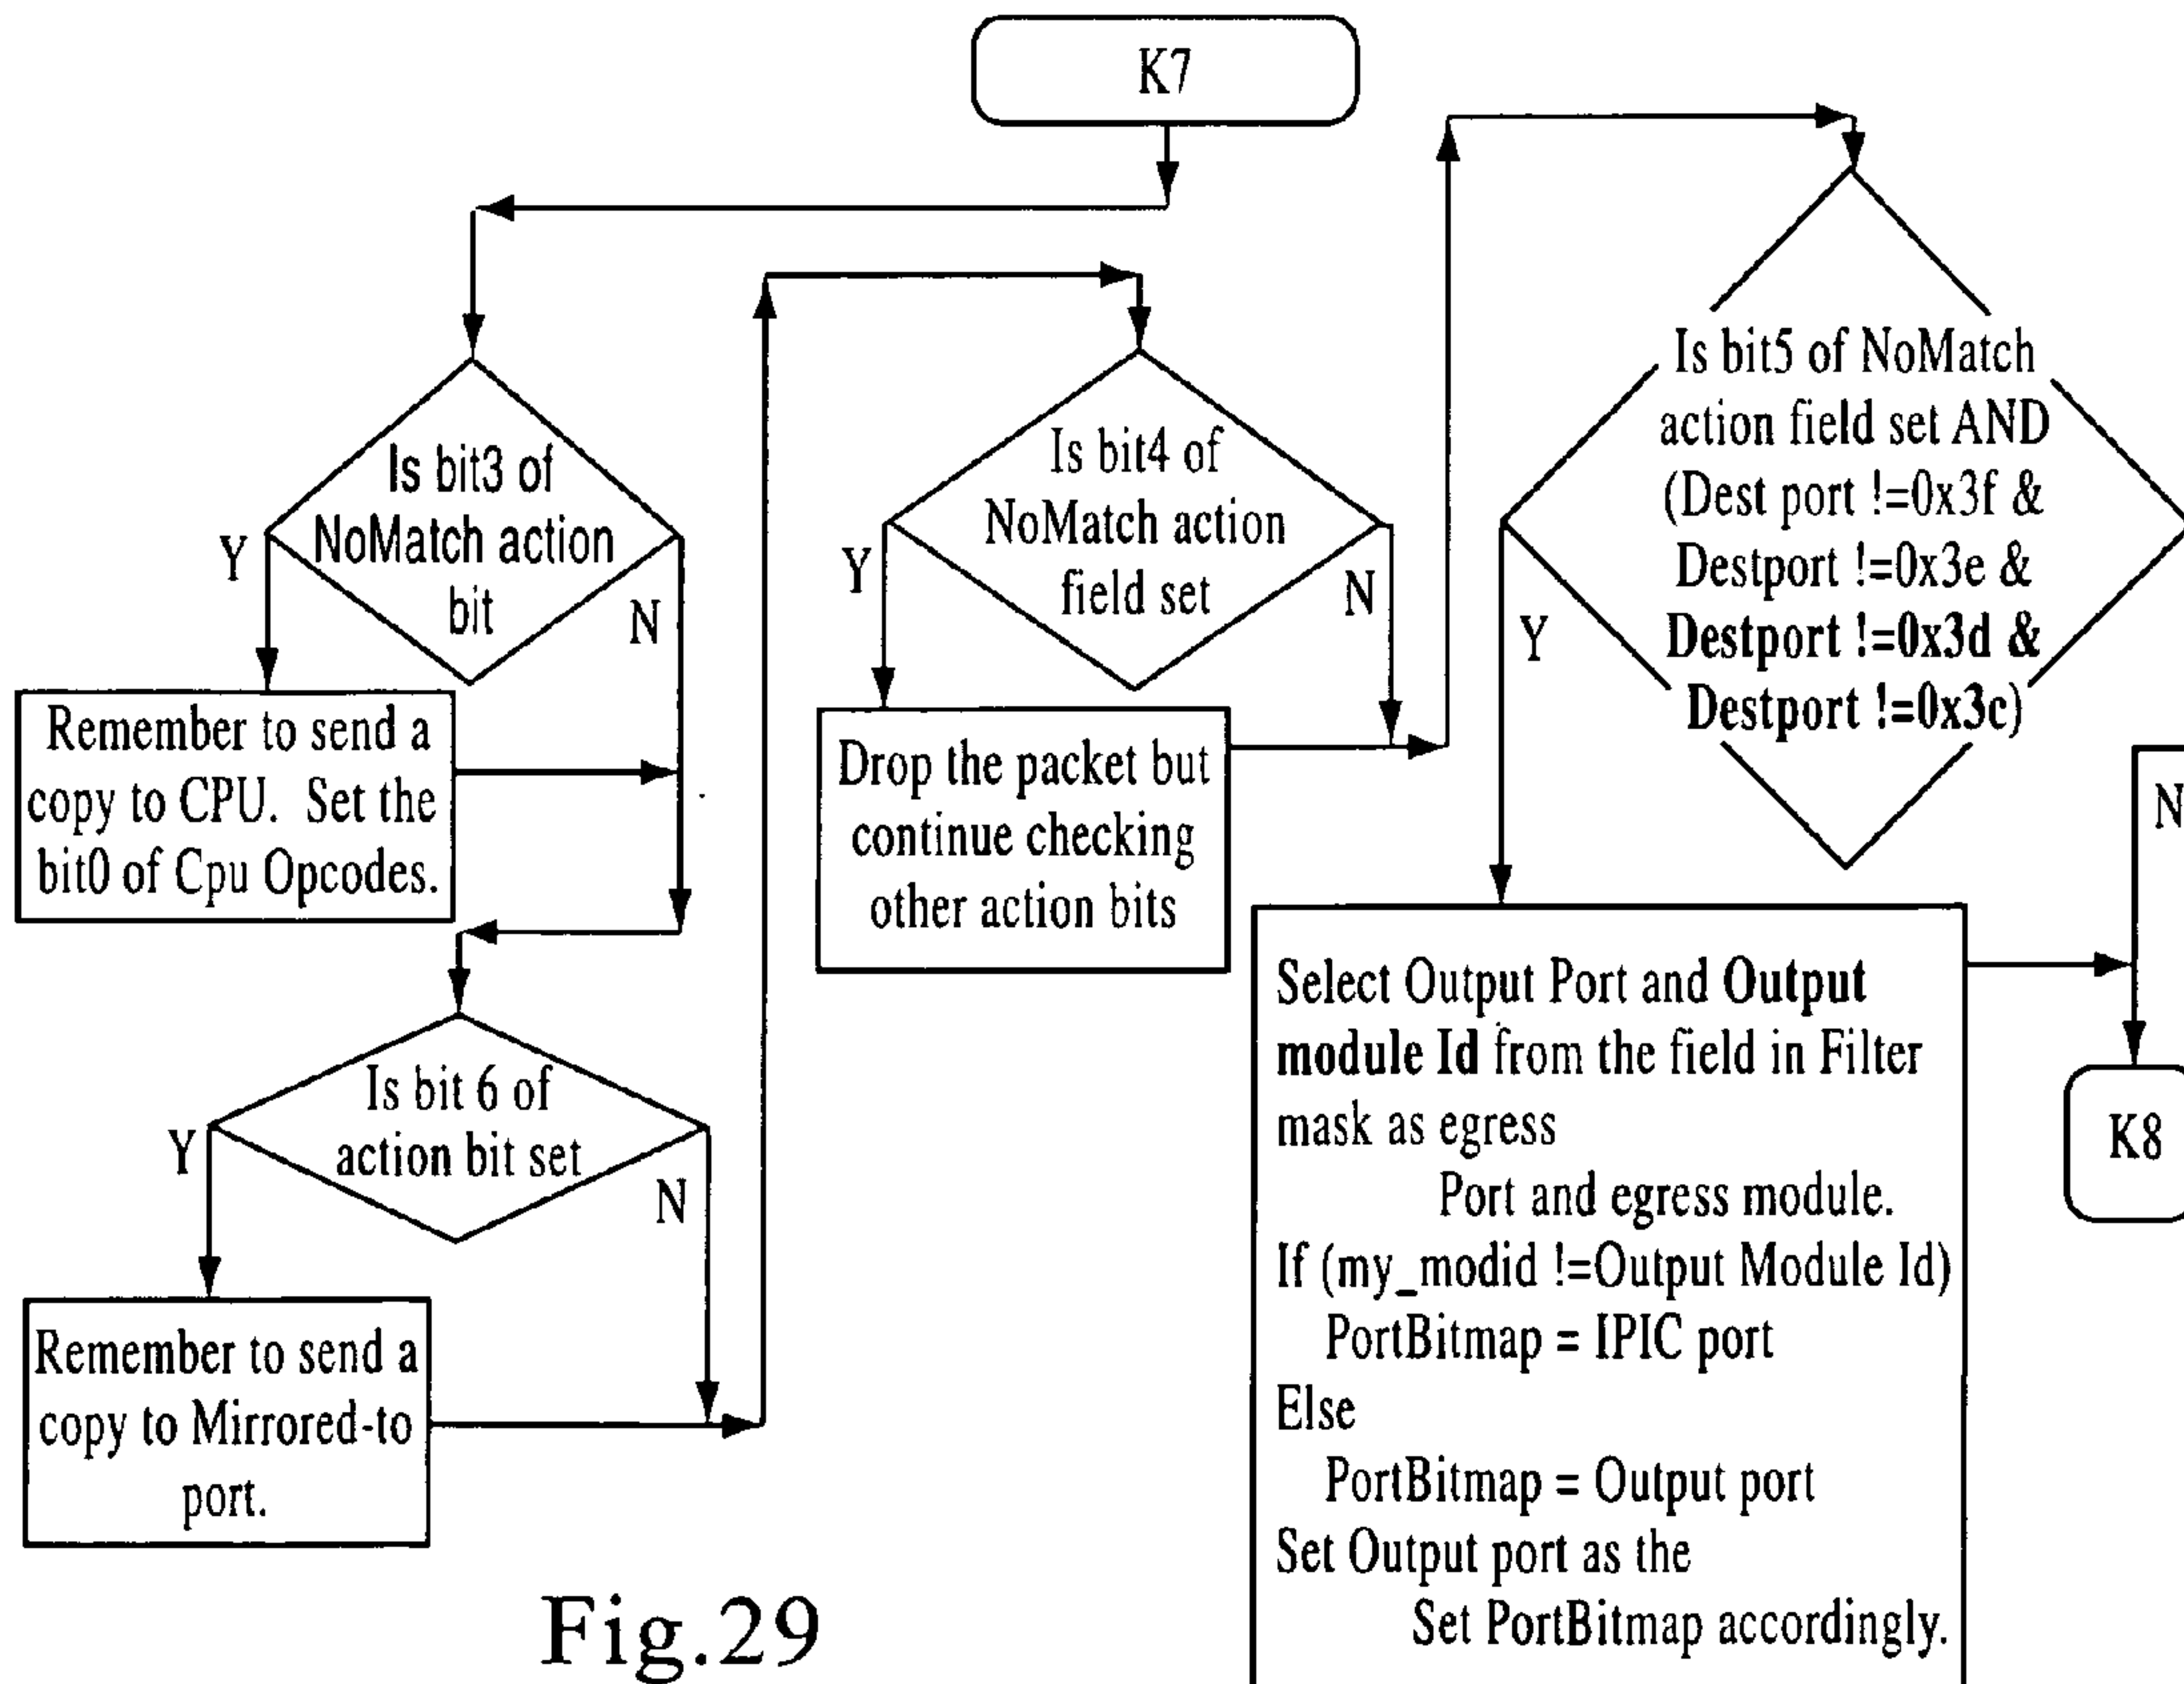 K7
Is bit3 of
NoMatch action
bit
Y
N
Remember to send a
copy to CPU. Set the
bit0 of Cpu Opcodes.
Is bit 6 of
action bit set
Y
N
Remember to send a
copy to Mirrored-to
port.
Is bit4 of
NoMatch action
field set
Y
N
Drop the packet but
continue checking
other action bits
Is bit5 of NoMatch
action field set AND
(Dest port !=0x3f &
Destport !=0x3e &
Destport !=0x3d &
Destport !=0x3c)
Y
N
Select Output Port and Output
module Id from the field in Filter
mask as egress
Port and egress module.
If (my_modid !=Output Module Id)
PortBitmap = IPIC port
Else
PortBitmap = Output port
Set Output port as the
Set PortBitmap accordingly.
K8
Fig.29